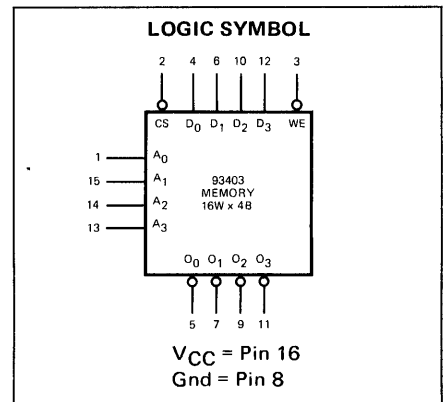 LOGIC SYMBOL
2 4 6 10 12 3
CS D0 D1 D2 D3 WE
1 A0
15 A1
14 A2
13 A3
93403
MEMORY
16W x 4B
O0 O1 O2 O3
5 7 9 11
VCC = Pin 16
Gnd = Pin 8